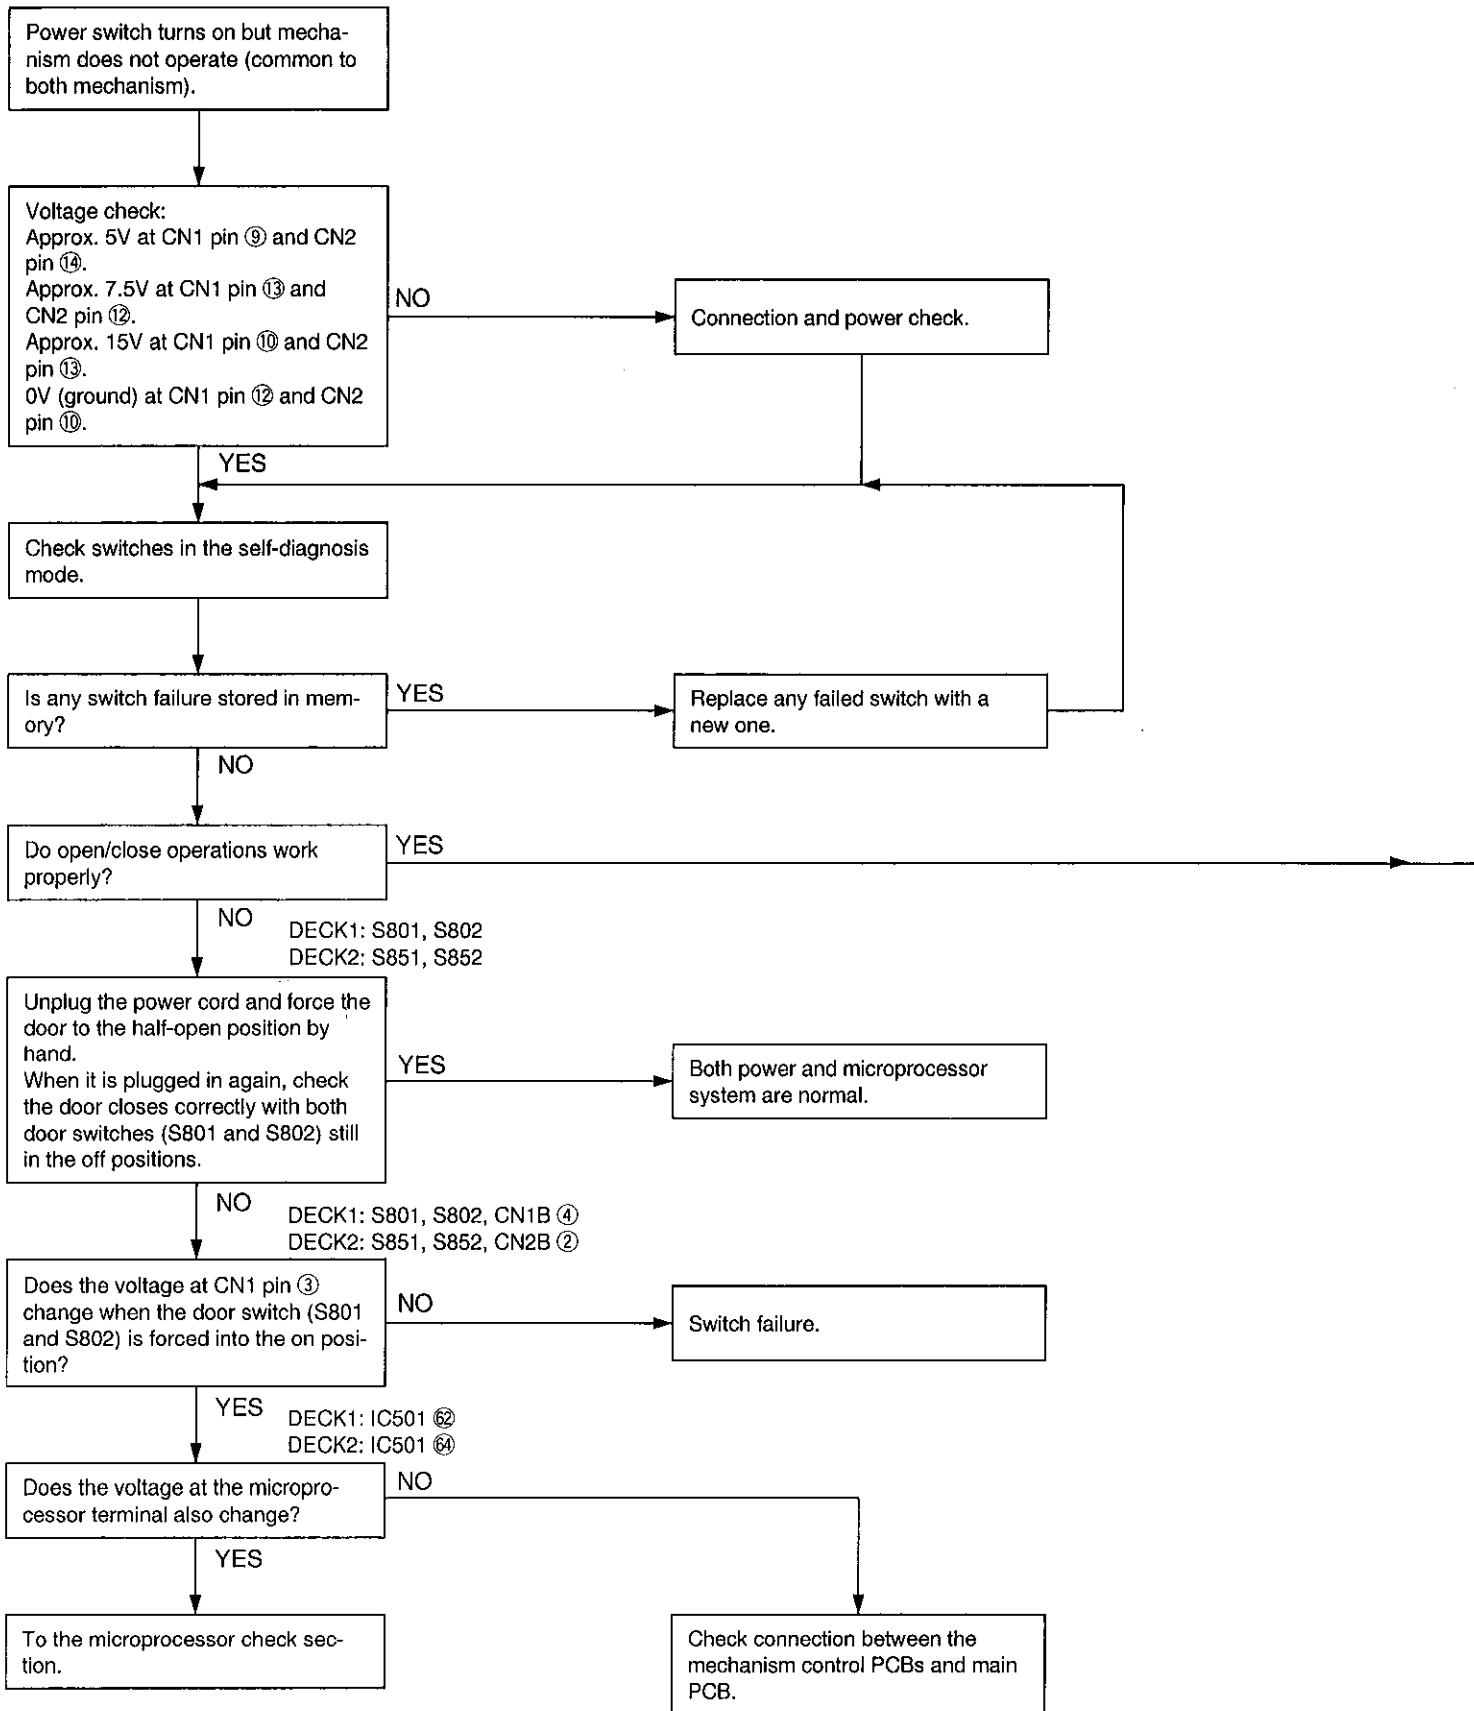 Power switch turns on but mecha-
nism does not operate (common to
both mechanism).
Voltage check:
Approx. 5V at CN1 pin ⑨ and CN2
pin ⑭.
Approx. 7.5V at CN1 pin ⑬ and
CN2 pin ⑫.
Approx. 15V at CN1 pin ⑩ and CN2
pin ⑬.
0V (ground) at CN1 pin ⑫ and CN2
pin ⑩.
NO
Connection and power check.
YES
Check switches in the self-diagnosis
mode.
Is any switch failure stored in mem-
ory?
YES
Replace any failed switch with a
new one.
NO
Do open/close operations work
properly?
YES
NO
DECK1: S801, S802
DECK2: S851, S852
Unplug the power cord and force the
door to the half-open position by
hand.
When it is plugged in again, check
the door closes correctly with both
door switches (S801 and S802) still
in the off positions.
YES
Both power and microprocessor
system are normal.
NO
DECK1: S801, S802, CN1B ④
DECK2: S851, S852, CN2B ②
Does the voltage at CN1 pin ③
change when the door switch (S801
and S802) is forced into the on posi-
tion?
NO
Switch failure.
YES
DECK1: IC501 62
DECK2: IC501 64
Does the voltage at the micropro-
cessor terminal also change?
NO
YES
To the microprocessor check sec-
tion.
Check connection between the
mechanism control PCBs and main
PCB.